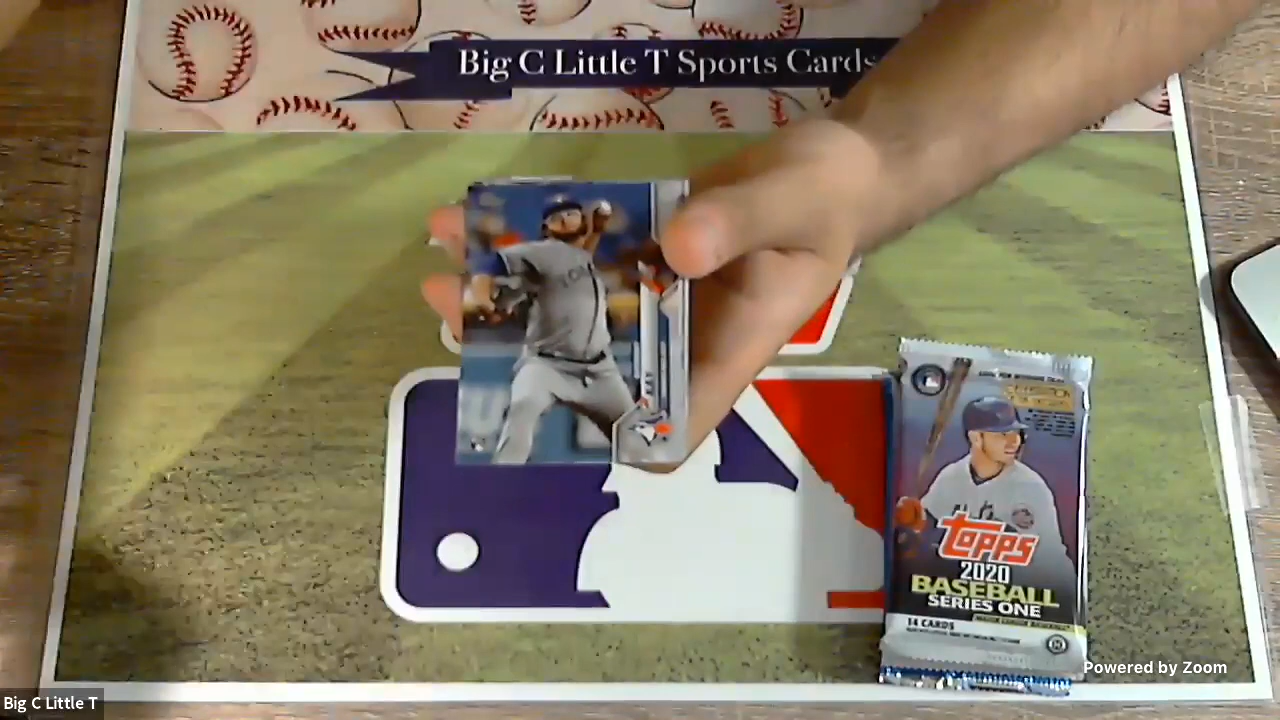 Big C Little T Sports Cards
topps
2020
BASEBALL
SERIES ONE
14 CARDS
Powered by Zoom
Big C Little T